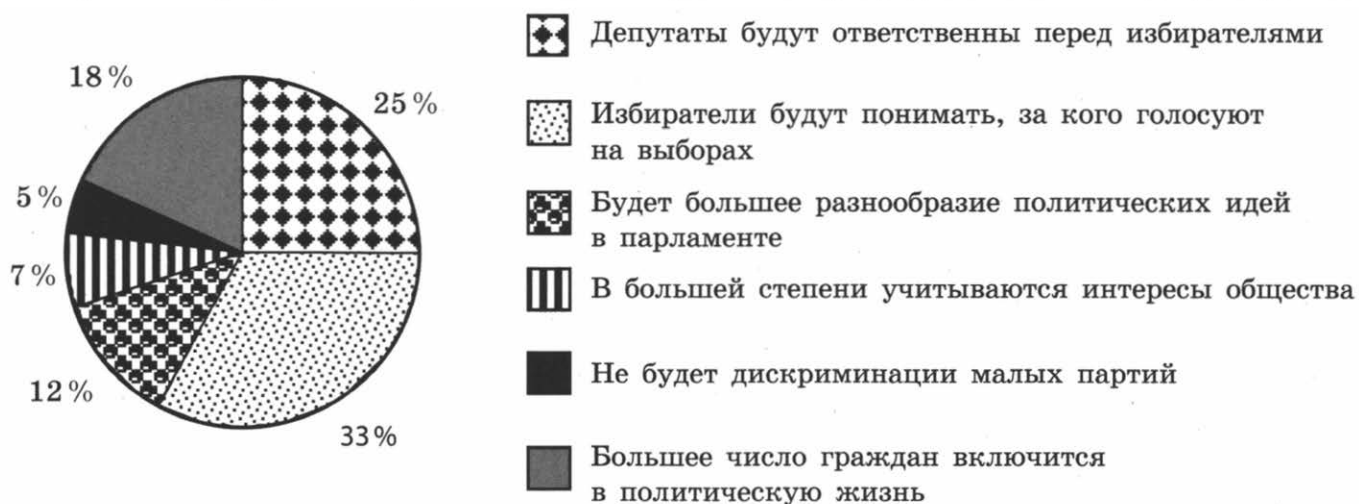 Депутаты будут ответственны перед избирателями
18 %
25 %
Избиратели будут понимать, за кого голосуют
на выборах
5 %
Будет большее разнообразие политических идей
в парламенте
7 %
В большей степени учитываются интересы общества
Не будет дискриминации малых партий
12 %
33 %
Большее число граждан включится
в политическую жизнь